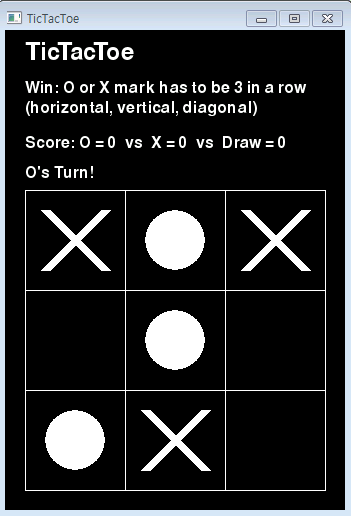 TicTacToe
TicTacToe
Win: O or X mark has to be 3 in a row
(horizontal, vertical, diagonal)
Score: O = 0 vs X = 0 vs Draw = 0
O's Turn!